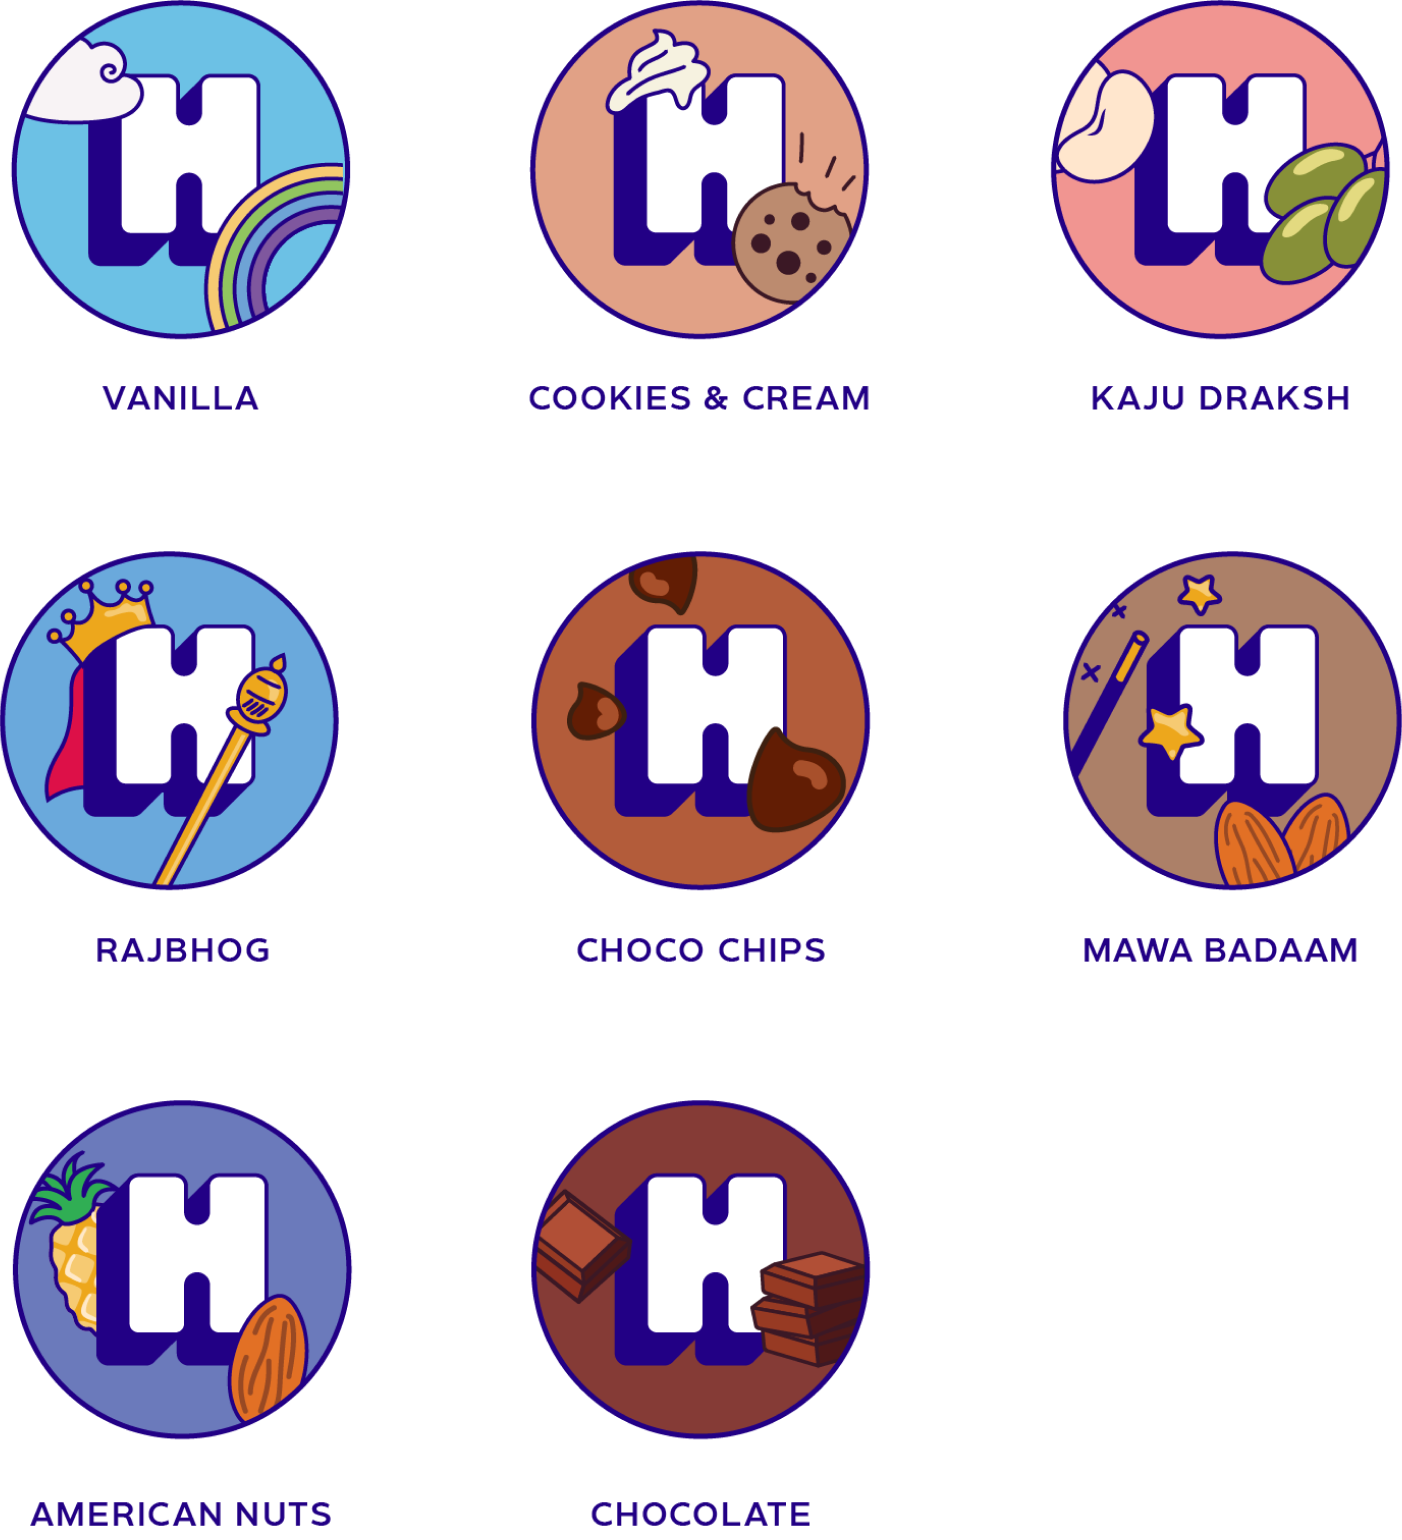 H
H
H
VANILLA
COOKIES & CREAM
KAJU DRAKSH
H
H
H
RAJBHOG
CHOCO CHIPS
MAWA BADAAM
H
H
AMERICAN NUTS
CHOCOLATE